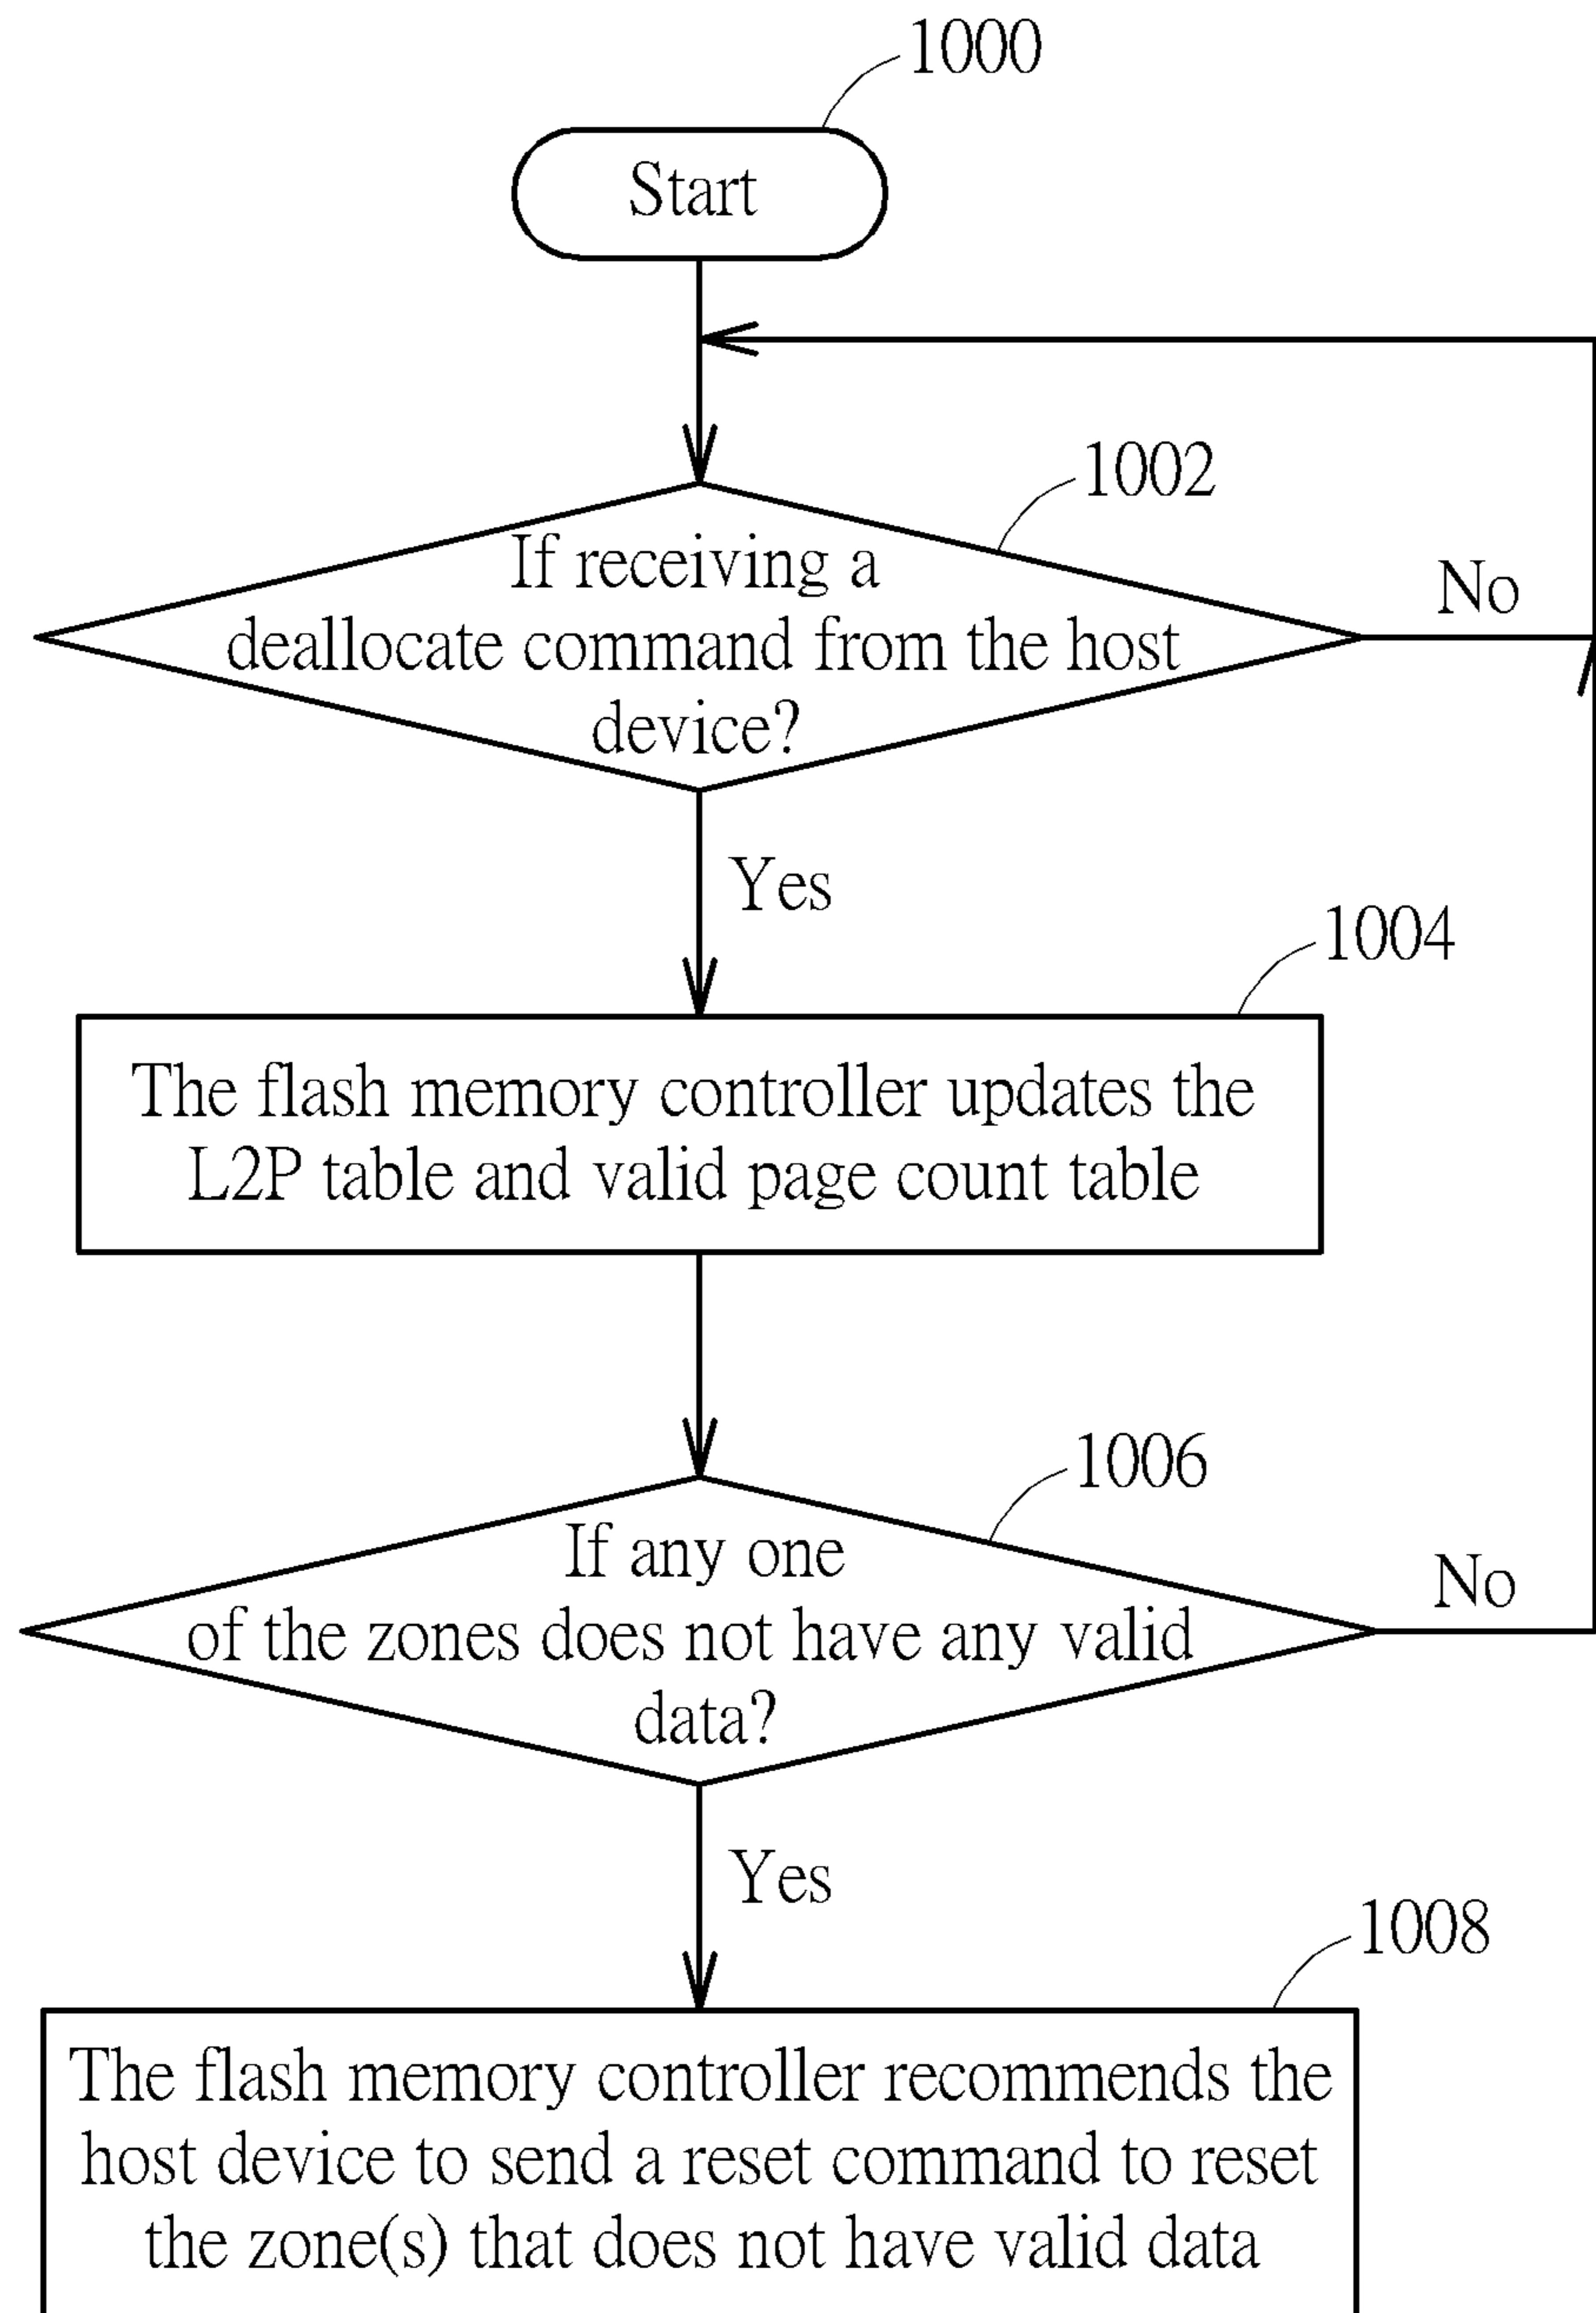 1000
Start
1002
If receiving a
deallocate command from the host
device?
No
Yes
1004
The flash memory controller updates the
L2P table and valid page count table
1006
If any one
of the zones does not have any valid
data?
No
Yes
1008
The flash memory controller recommends the
host device to send a reset command to reset
the zone(s) that does not have valid data